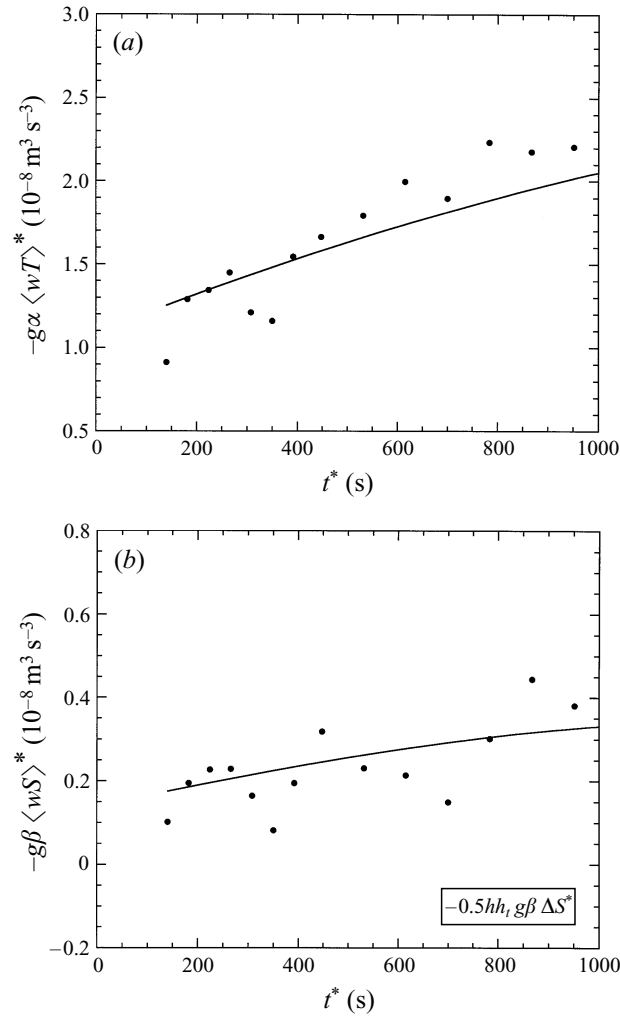 (a)
3.0
2.5
2.0
1.5
1.0
0.5
−gα ⟨wT⟩* (10⁻⁸ m³ s⁻³)
0 200 400 600 800 1000
t* (s)
(b)
0.8
0.6
0.4
0.2
0
−0.2
−gβ ⟨wS⟩* (10⁻⁸ m³ s⁻³)
−0.5hhₜ gβ ΔS*
0 200 400 600 800 1000
t* (s)